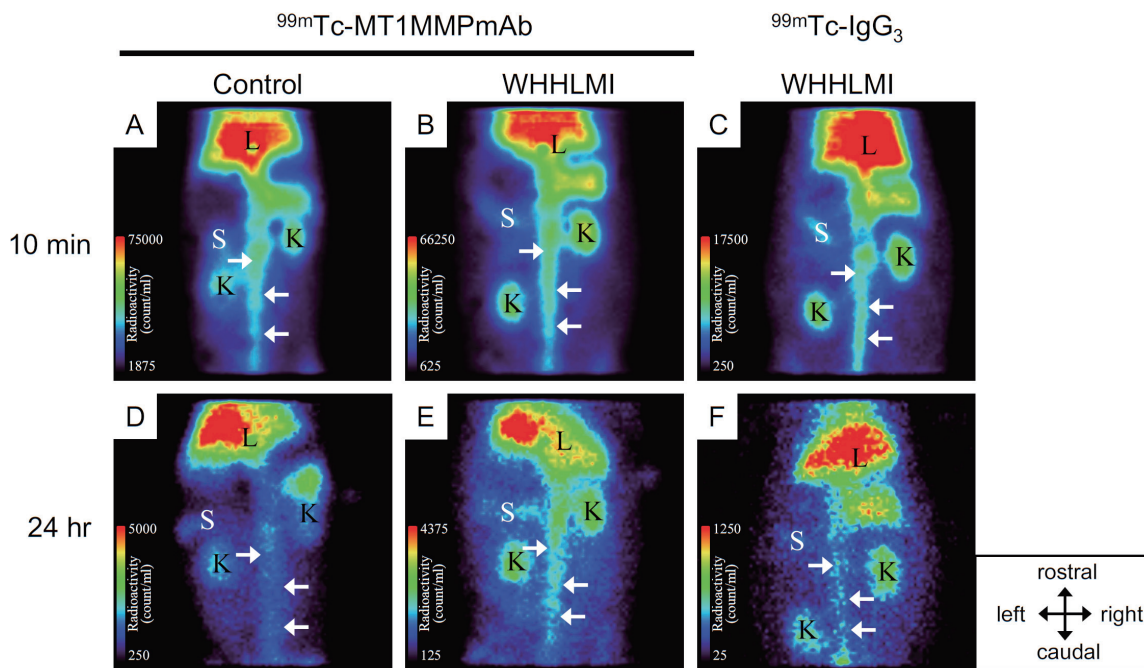 99mTc-MT1MMPmAb 99mTc-IgG3
Control WHHLMI WHHLMI
10 min
A
L
S
K
K
75000
Radioactivity
(count/ml)
1875
B
L
S
K
K
66250
Radioactivity
(count/ml)
625
C
L
S
K
K
17500
Radioactivity
(count/ml)
250
24 hr
D
L
K
S
K
5000
Radioactivity
(count/ml)
250
E
L
S
K
K
4375
Radioactivity
(count/ml)
125
F
L
S
K
K
1250
Radioactivity
(count/ml)
25
rostral
left right
caudal